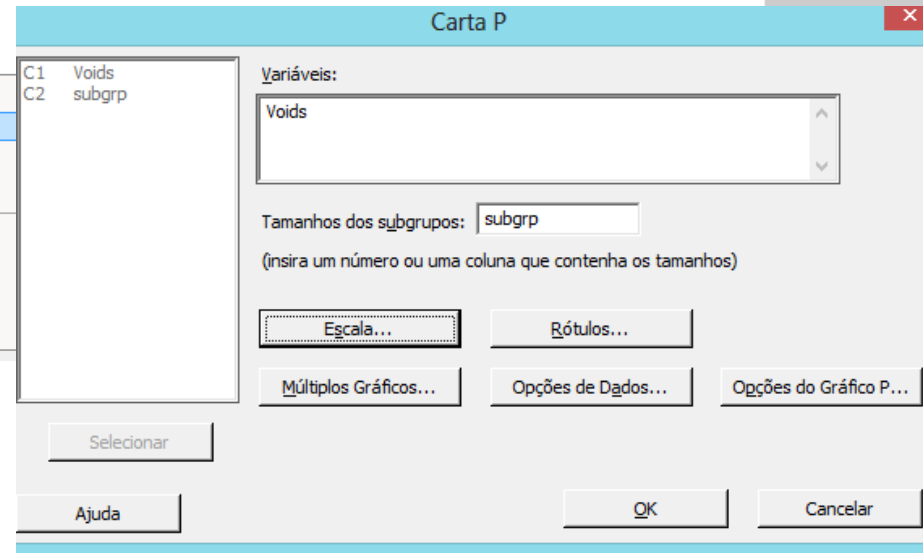 Carta P
C1 Voids
C2 subgrp
Variáveis:
Voids
Tamanhos dos subgrupos: subgrp
(insira um número ou uma coluna que contenha os tamanhos)
Escala... Rótulos...
Múltiplos Gráficos... Opções de Dados... Opções do Gráfico P...
Selecionar
Ajuda OK Cancelar